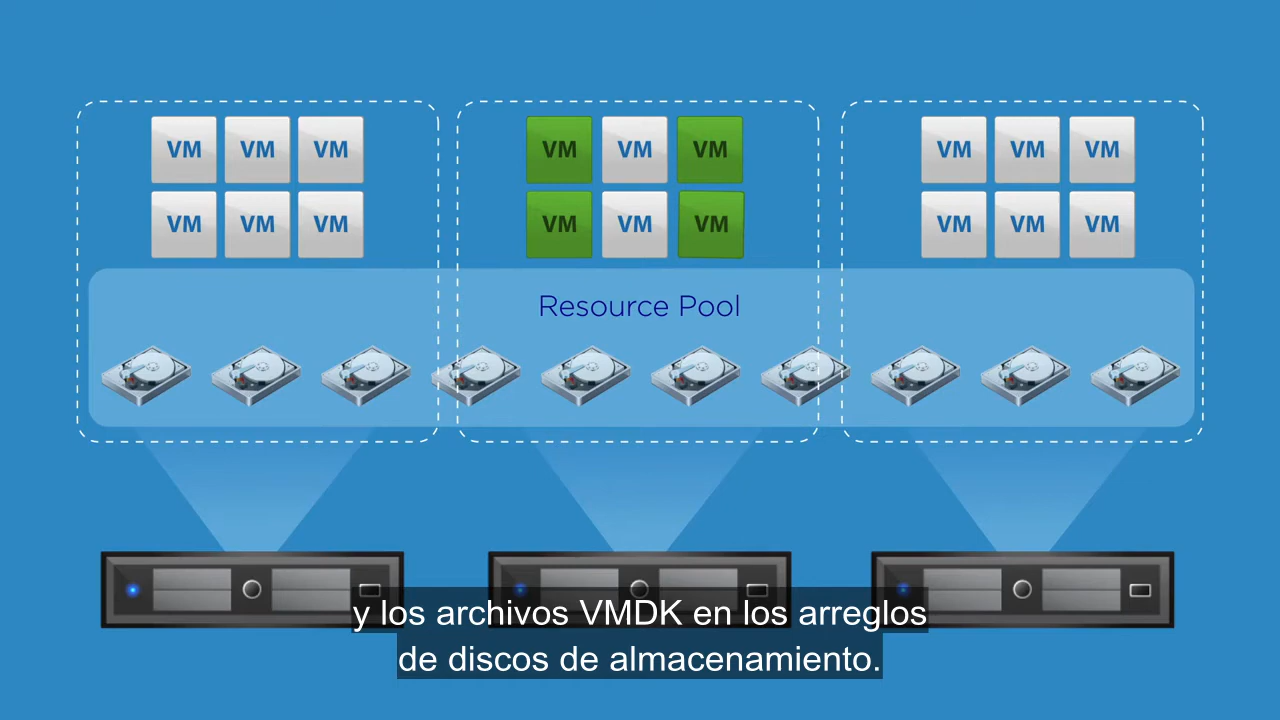 VM VM VM VM VM VM VM VM VM
VM VM VM VM VM VM VM VM VM
Resource Pool
y los archivos VMDK en los arreglos
de discos de almacenamiento.